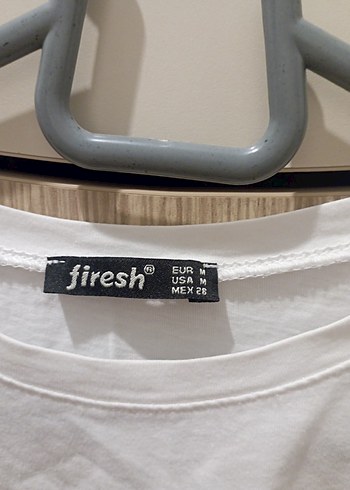 firesh®
EUR M
USA M
MEX 28